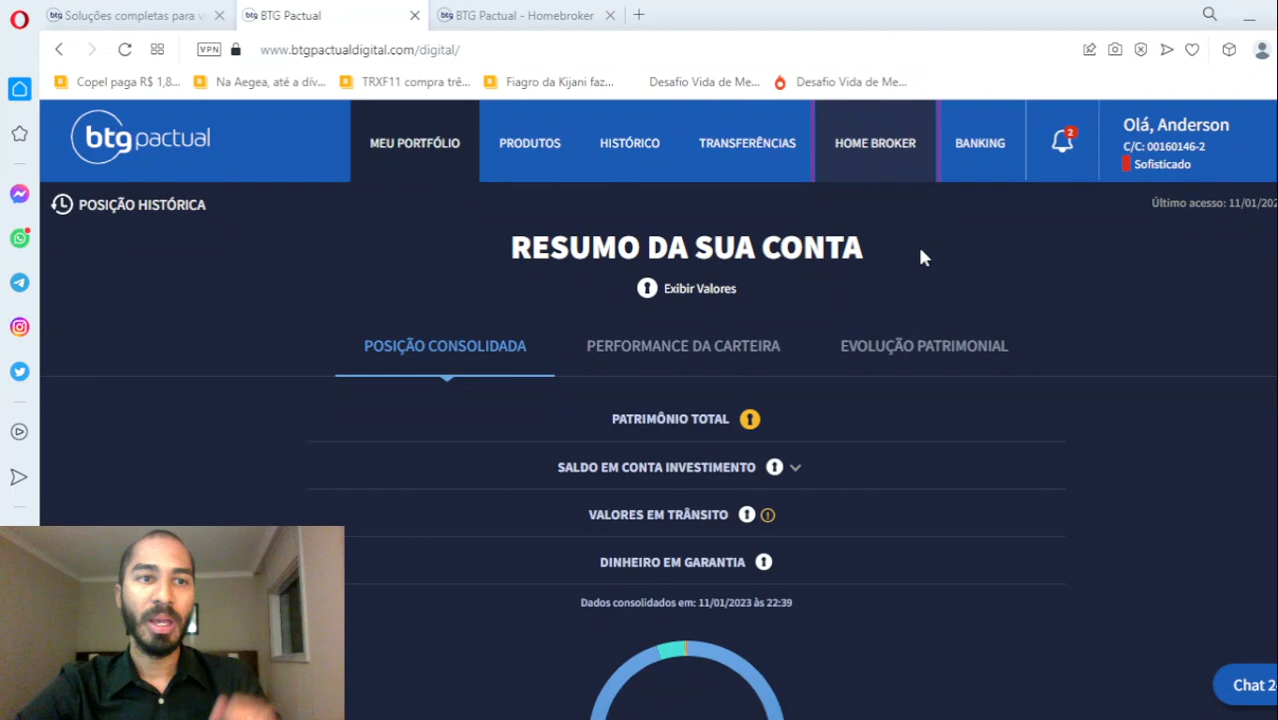 Soluções completas para v
BTG Pactual
BTG Pactual - Homebroker
VPN
www.btgpactualdigital.com/digital/
Copel paga R$ 1,8...
Na Aegea, até a dív...
TRXF11 compra trê...
Fiagro da Kijani faz...
Desafio Vida de Me...
Desafio Vida de Me...
btgpactual
MEU PORTFÓLIO
PRODUTOS
HISTÓRICO
TRANSFERÊNCIAS
HOME BROKER
BANKING
2
Olá, Anderson
C/C: 00160146-2
Sofisticado
POSIÇÃO HISTÓRICA
Último acesso: 11/01/202
RESUMO DA SUA CONTA
Exibir Valores
POSIÇÃO CONSOLIDADA
PERFORMANCE DA CARTEIRA
EVOLUÇÃO PATRIMONIAL
PATRIMÔNIO TOTAL
SALDO EM CONTA INVESTIMENTO
VALORES EM TRÂNSITO
DINHEIRO EM GARANTIA
Dados consolidados em: 11/01/2023 às 22:39
Chat 2